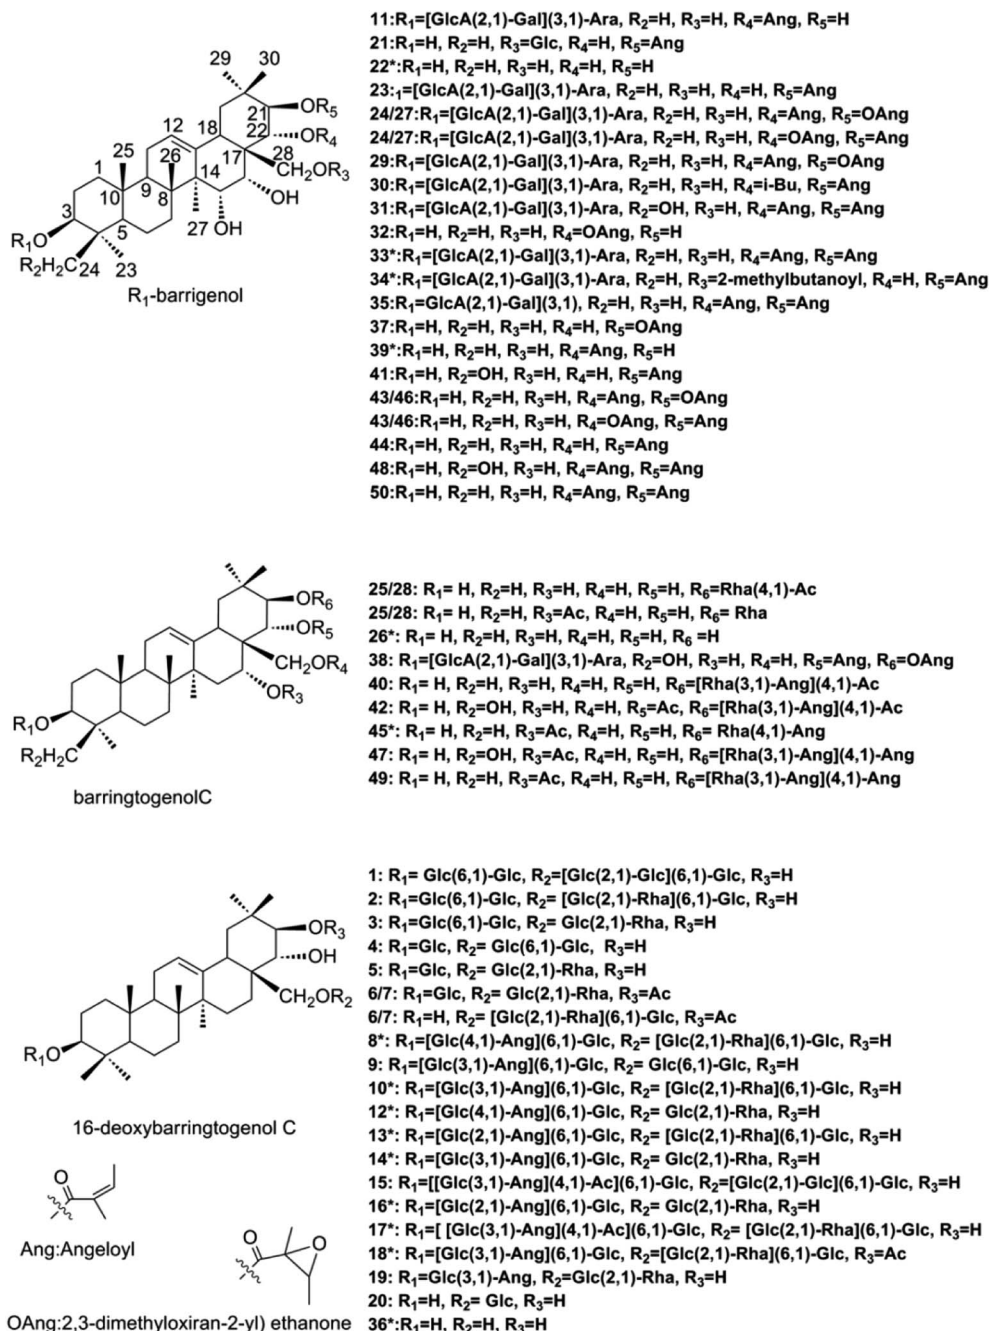 11:R₁=[GlcA(2,1)-Gal](3,1)-Ara, R₂=H, R₃=H, R₄=Ang, R₅=H
21:R₁=H, R₂=H, R₃=Glc, R₄=H, R₅=Ang
22*:R₁=H, R₂=H, R₃=H, R₄=H, R₅=H
23:₁=[GlcA(2,1)-Gal](3,1)-Ara, R₂=H, R₃=H, R₄=H, R₅=Ang
24/27:R₁=[GlcA(2,1)-Gal](3,1)-Ara, R₂=H, R₃=H, R₄=Ang, R₅=OAng
24/27:R₁=[GlcA(2,1)-Gal](3,1)-Ara, R₂=H, R₃=H, R₄=OAng, R₅=Ang
29:R₁=[GlcA(2,1)-Gal](3,1)-Ara, R₂=H, R₃=H, R₄=Ang, R₅=OAng
30:R₁=[GlcA(2,1)-Gal](3,1)-Ara, R₂=H, R₃=H, R₄=i-Bu, R₅=Ang
31:R₁=[GlcA(2,1)-Gal](3,1)-Ara, R₂=OH, R₃=H, R₄=Ang, R₅=Ang
32:R₁=H, R₂=H, R₃=H, R₄=OAng, R₅=H
33*:R₁=[GlcA(2,1)-Gal](3,1)-Ara, R₂=H, R₃=H, R₄=Ang, R₅=Ang
34*:R₁=[GlcA(2,1)-Gal](3,1)-Ara, R₂=H, R₃=2-methylbutanoyl, R₄=H, R₅=Ang
35:R₁=GlcA(2,1)-Gal](3,1), R₂=H, R₃=H, R₄=Ang, R₅=Ang
37:R₁=H, R₂=H, R₃=H, R₄=H, R₅=OAng
39*:R₁=H, R₂=H, R₃=H, R₄=Ang, R₅=H
41:R₁=H, R₂=OH, R₃=H, R₄=H, R₅=Ang
43/46:R₁=H, R₂=H, R₃=H, R₄=Ang, R₅=OAng
43/46:R₁=H, R₂=H, R₃=H, R₄=OAng, R₅=Ang
44:R₁=H, R₂=H, R₃=H, R₄=H, R₅=Ang
48:R₁=H, R₂=OH, R₃=H, R₄=Ang, R₅=Ang
50:R₁=H, R₂=H, R₃=H, R₄=Ang, R₅=Ang
29 30
21 OR₅
12 18 22 OR₄
25 26 17 28
CH₂OR₃
1 9 14
10 8 OH
3 5 27 OH
R₁O
R₂H₂C 24 23
R₁-barrigenol
25/28: R₁= H, R₂=H, R₃=H, R₄=H, R₅=H, R₆=Rha(4,1)-Ac
25/28: R₁= H, R₂=H, R₃=Ac, R₄=H, R₅=H, R₆= Rha
26*: R₁= H, R₂=H, R₃=H, R₄=H, R₅=H, R₆ =H
38: R₁=[GlcA(2,1)-Gal](3,1)-Ara, R₂=OH, R₃=H, R₄=H, R₅=Ang, R₆=OAng
40: R₁= H, R₂=H, R₃=H, R₄=H, R₅=H, R₆=[Rha(3,1)-Ang](4,1)-Ac
42: R₁= H, R₂=OH, R₃=H, R₄=H, R₅=Ac, R₆=[Rha(3,1)-Ang](4,1)-Ac
45*: R₁= H, R₂=H, R₃=Ac, R₄=H, R₅=H, R₆= Rha(4,1)-Ang
47: R₁= H, R₂=OH, R₃=Ac, R₄=H, R₅=H, R₆=[Rha(3,1)-Ang](4,1)-Ang
49: R₁= H, R₂=H, R₃=Ac, R₄=H, R₅=H, R₆=[Rha(3,1)-Ang](4,1)-Ang
OR₆
OR₅
CH₂OR₄
OR₃
R₁O
R₂H₂C
barringtogenolC
1: R₁= Glc(6,1)-Glc, R₂=[Glc(2,1)-Glc](6,1)-Glc, R₃=H
2: R₁=Glc(6,1)-Glc, R₂= [Glc(2,1)-Rha](6,1)-Glc, R₃=H
3: R₁=Glc(6,1)-Glc, R₂= Glc(2,1)-Rha, R₃=H
4: R₁=Glc, R₂= Glc(6,1)-Glc, R₃=H
5: R₁=Glc, R₂= Glc(2,1)-Rha, R₃=H
6/7: R₁=Glc, R₂= Glc(2,1)-Rha, R₃=Ac
6/7: R₁=H, R₂= [Glc(2,1)-Rha](6,1)-Glc, R₃=Ac
8*: R₁=[Glc(4,1)-Ang](6,1)-Glc, R₂= [Glc(2,1)-Rha](6,1)-Glc, R₃=H
9: R₁=[Glc(3,1)-Ang](6,1)-Glc, R₂= Glc(6,1)-Glc, R₃=H
10*: R₁=[Glc(3,1)-Ang](6,1)-Glc, R₂= [Glc(2,1)-Rha](6,1)-Glc, R₃=H
12*: R₁=[Glc(4,1)-Ang](6,1)-Glc, R₂= Glc(2,1)-Rha, R₃=H
13*: R₁=[Glc(2,1)-Ang](6,1)-Glc, R₂= [Glc(2,1)-Rha](6,1)-Glc, R₃=H
14*: R₁=[Glc(3,1)-Ang](6,1)-Glc, R₂= Glc(2,1)-Rha, R₃=H
15: R₁=[[Glc(3,1)-Ang](4,1)-Ac](6,1)-Glc, R₂=[Glc(2,1)-Glc](6,1)-Glc, R₃=H
16*: R₁=[Glc(2,1)-Ang](6,1)-Glc, R₂= Glc(2,1)-Rha, R₃=H
17*: R₁=[ [Glc(3,1)-Ang](4,1)-Ac](6,1)-Glc, R₂= [Glc(2,1)-Rha](6,1)-Glc, R₃=H
18*: R₁=[Glc(3,1)-Ang](6,1)-Glc, R₂=[Glc(2,1)-Rha](6,1)-Glc, R₃=Ac
19: R₁=Glc(3,1)-Ang, R₂=Glc(2,1)-Rha, R₃=H
20: R₁=H, R₂= Glc, R₃=H
36*:R₁=H, R₂=H, R₃=H
OR₃
OH
CH₂OR₂
R₁O
16-deoxybarringtogenol C
O
Ang:Angeloyl
O O
OAng:2,3-dimethyloxiran-2-yl) ethanone